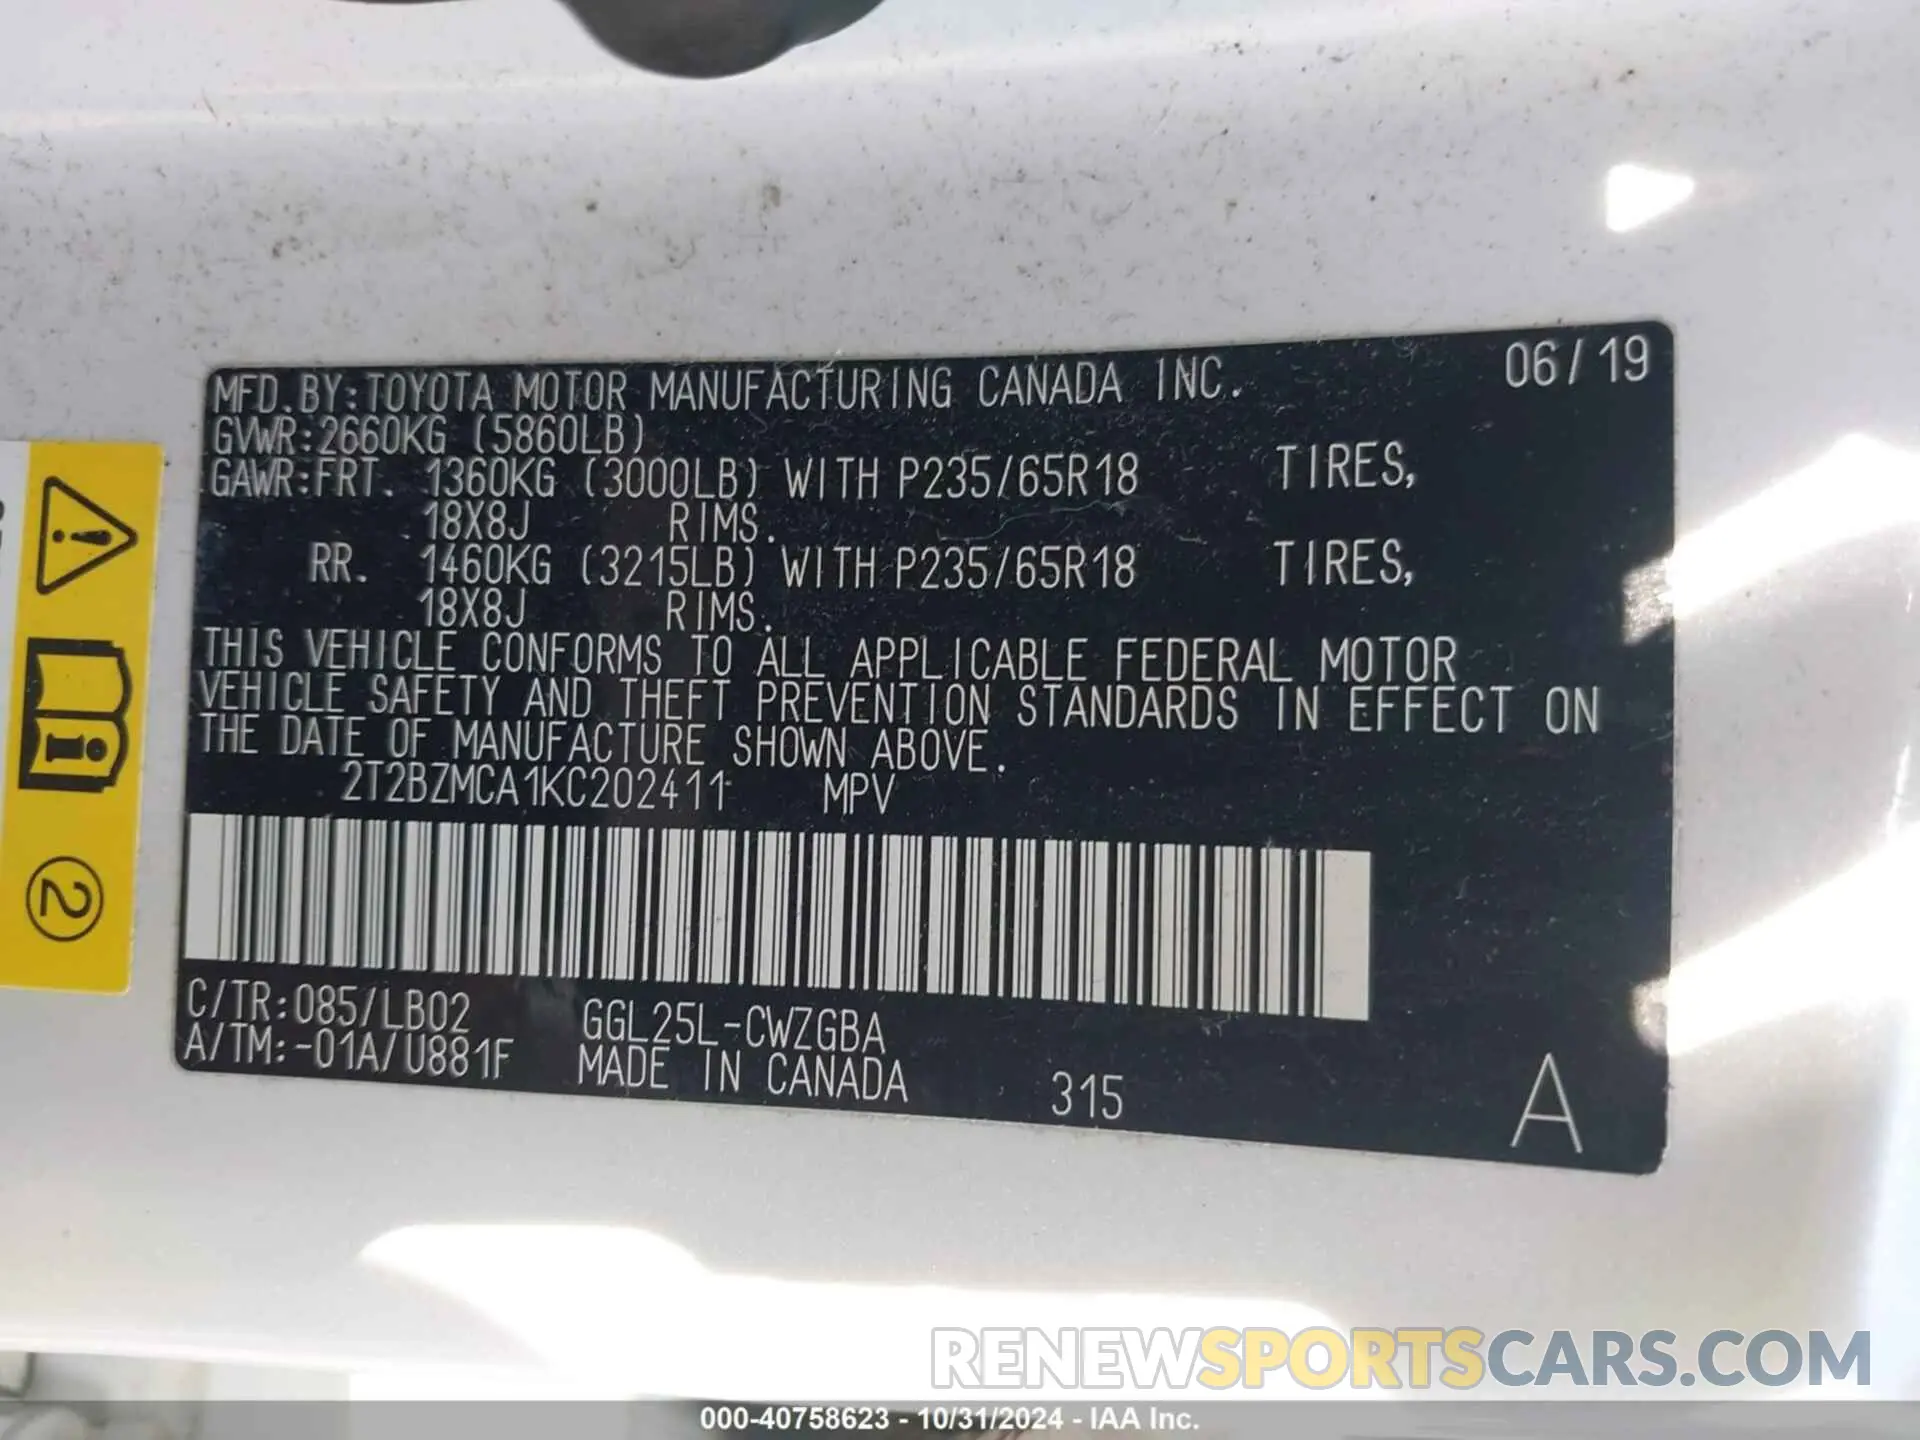 MFD.BY:TOYOTA MOTOR MANUFACTURING CANADA INC. 06/19
GVWR:2660KG (5860LB)
GAWR:FRT. 1360KG (3000LB) WITH P235/65R18 TIRES,
18X8J RIMS.
RR. 1460KG (3215LB) WITH P235/65R18 TIRES,
18X8J RIMS.
THIS VEHICLE CONFORMS TO ALL APPLICABLE FEDERAL MOTOR
VEHICLE SAFETY AND THEFT PREVENTION STANDARDS IN EFFECT ON
THE DATE OF MANUFACTURE SHOWN ABOVE.
2T2BZMCA1KC202411 MPV
C/TR:085/LB02 GGL25L-CWZGBA
A/TM:-01A/U881F MADE IN CANADA 315 A
2
RENEWSPORTSCARS.COM
000-40758623 - 10/31/2024 - IAA Inc.